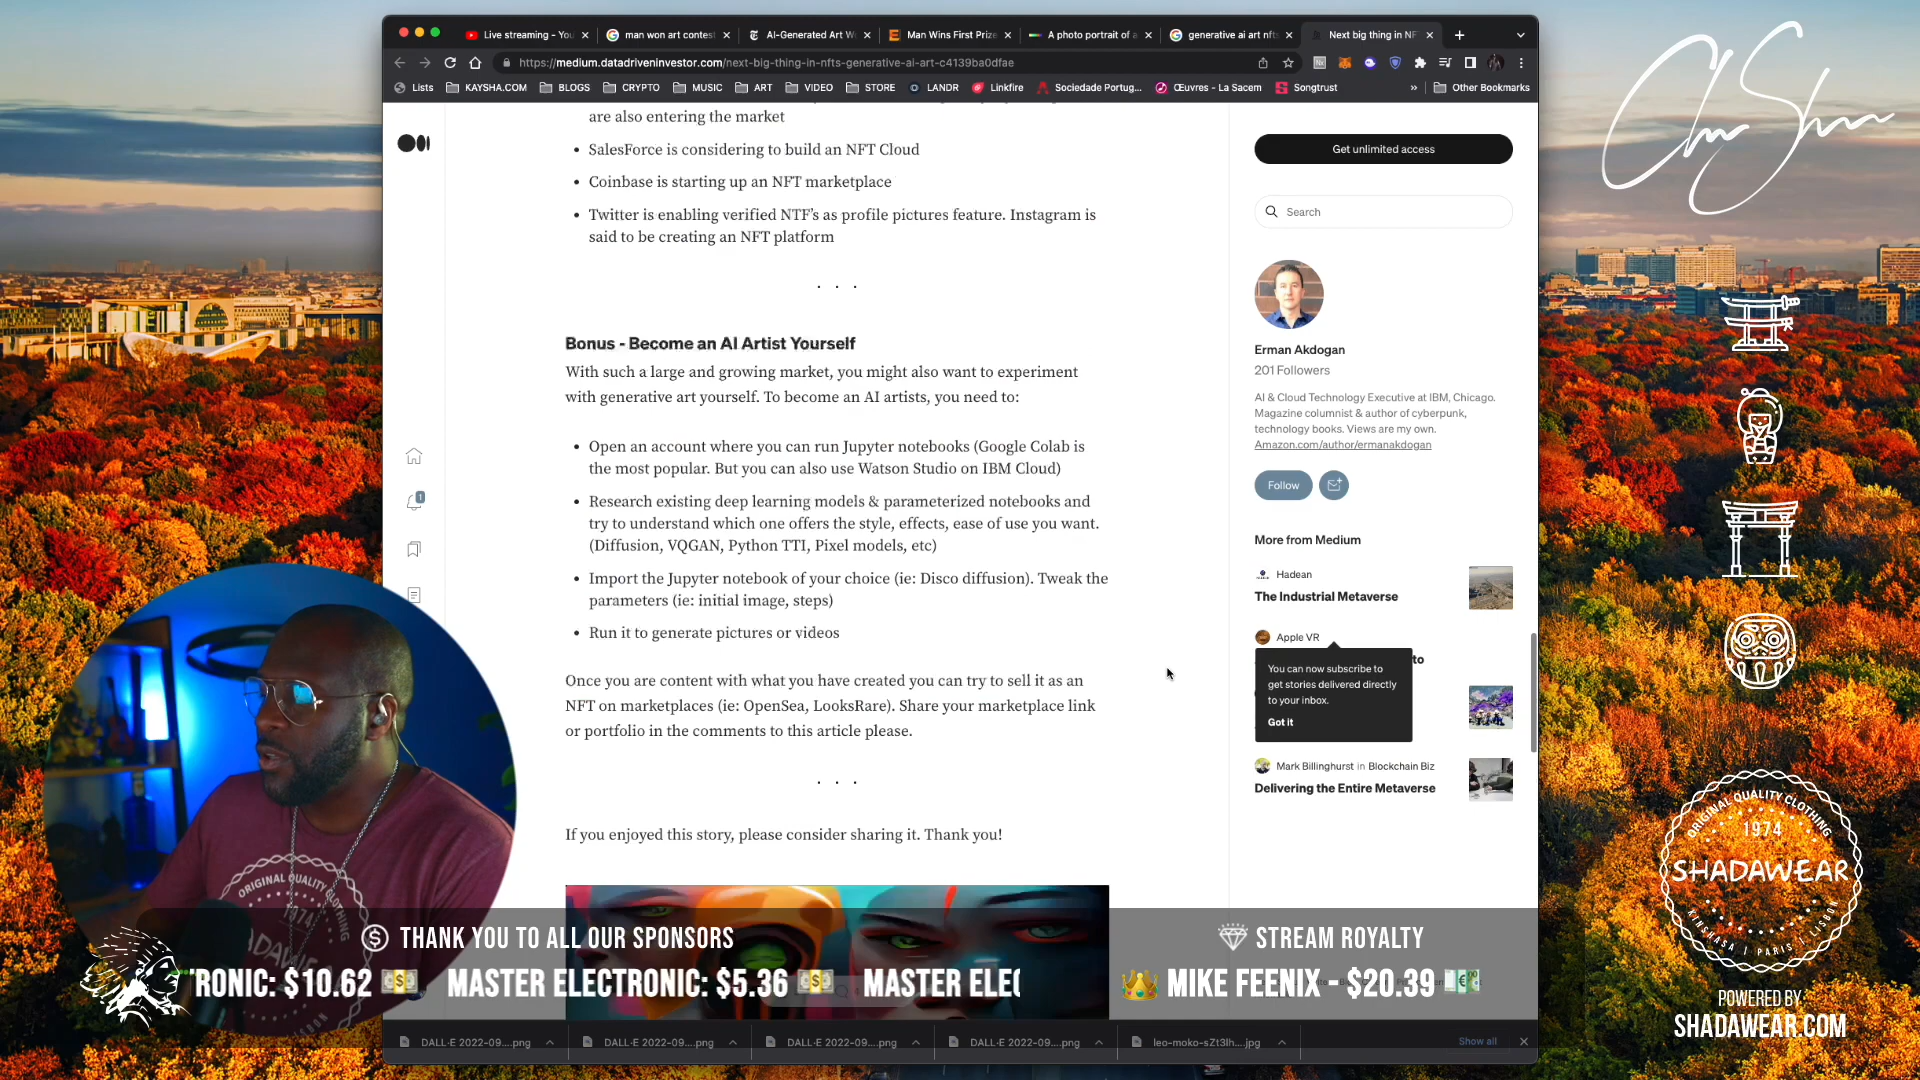 Live streaming - You
man won art contes
AI-Generated Art W
Man Wins First Prize
A photo portrait of a
generative ai art nfts
Next big thing in NF
https://medium.datadriveninvestor.com/next-big-thing-in-nfts-generative-ai-art-c4139ba0dfae
Lists
KAYSHA.COM
BLOGS
CRYPTO
MUSIC
ART
VIDEO
STORE
LANDR
Linkfire
Sociedade Portug...
Œuvres - La Sacem
Songtrust
»
Other Bookmarks
are also entering the market
• SalesForce is considering to build an NFT Cloud
• Coinbase is starting up an NFT marketplace
• Twitter is enabling verified NTF's as profile pictures feature. Instagram is
said to be creating an NFT platform
. . .
Bonus - Become an AI Artist Yourself
With such a large and growing market, you might also want to experiment
with generative art yourself. To become an AI artists, you need to:
• Open an account where you can run Jupyter notebooks (Google Colab is
the most popular. But you can also use Watson Studio on IBM Cloud)
• Research existing deep learning models & parameterized notebooks and
try to understand which one offers the style, effects, ease of use you want.
(Diffusion, VQGAN, Python TTI, Pixel models, etc)
• Import the Jupyter notebook of your choice (ie: Disco diffusion). Tweak the
parameters (ie: initial image, steps)
• Run it to generate pictures or videos
Once you are content with what you have created you can try to sell it as an
NFT on marketplaces (ie: OpenSea, LooksRare). Share your marketplace link
or portfolio in the comments to this article please.
. . .
If you enjoyed this story, please consider sharing it. Thank you!
1
Get unlimited access
Search
Erman Akdogan
201 Followers
AI & Cloud Technology Executive at IBM, Chicago.
Magazine columnist & author of cyberpunk,
technology books. Views are my own.
Amazon.com/author/ermanakdogan
Follow
More from Medium
Hadean
The Industrial Metaverse
Apple VR
to
You can now subscribe to
get stories delivered directly
to your inbox.
Got it
Mark Billinghurst in Blockchain Biz
Delivering the Entire Metaverse
ORIGINAL QUALITY CLOTHING
1974
SHADAWEAR
KINSHASA | PARIS | LISBON
POWERED BY
SHADAWEAR.COM
ORIGINAL QUALITY CLOTHING
1974
THANK YOU TO ALL OUR SPONSORS
RONIC: $10.62
MASTER ELECTRONIC: $5.36
MASTER ELEC
STREAM ROYALTY
MIKE FEENIX - $20.39
DALL·E 2022-09....png
DALL·E 2022-09....png
DALL·E 2022-09....png
DALL·E 2022-09....png
leo-moko-sZt3Ih....jpg
Show all